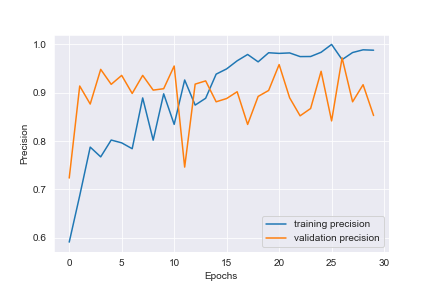 1.0
0.9
0.8
0.7
0.6
Precision
0 5 10 15 20 25 30
Epochs
training precision
validation precision